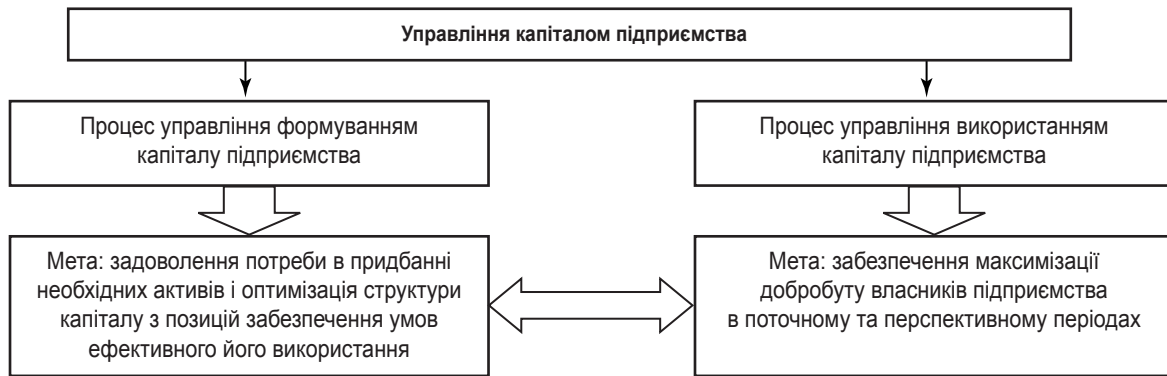 Управління капіталом підприємства
Процес управління формуванням
капіталу підприємства
Процес управління використанням
капіталу підприємства
Мета: задоволення потреби в придбанні
необхідних активів і оптимізація структури
капіталу з позицій забезпечення умов
ефективного його використання
Мета: забезпечення максимізації
добробуту власників підприємства
в поточному та перспективному періодах